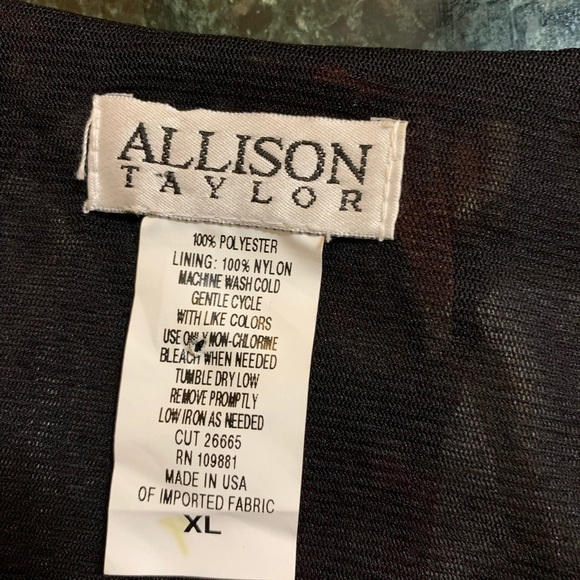 ALLISON
TAYLOR
100% POLYESTER
LINING: 100% NYLON
MACHINE WASH COLD
GENTLE CYCLE
WITH LIKE COLORS
USE ONLY NON-CHLORINE
BLEACH WHEN NEEDED
TUMBLE DRY LOW
REMOVE PROMPTLY
LOW IRON AS NEEDED
CUT 26665
RN 109881
MADE IN USA
OF IMPORTED FABRIC
XL